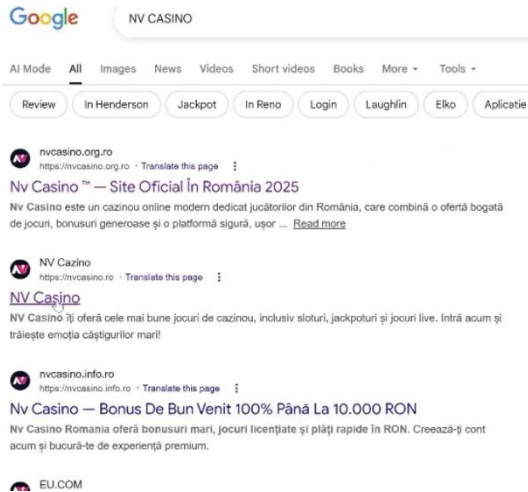 Google NV CASINO
AI Mode All Images News Videos Short videos Books More Tools
Review In Henderson Jackpot In Reno Login Laughlin Elko Aplicatie
nvcasino.org.ro
https://nvcasino.org.ro · Translate this page
Nv Casino ™ — Site Oficial În România 2025
Nv Casino este un cazinou online modern dedicat jucătorilor din România, care combină o ofertă bogată
de jocuri, bonusuri generoase și o platformă sigură, ușor ... Read more
NV Cazino
https://nvcasino.ro · Translate this page
NV Casino
NV Casino îți oferă cele mai bune jocuri de cazinou, inclusiv sloturi, jackpoturi și jocuri live. Intră acum și
trăiește emoția câștigurilor mari!
nvcasino.info.ro
https://nvcasino.info.ro · Translate this page
Nv Casino — Bonus De Bun Venit 100% Până La 10.000 RON
Nv Casino Romania oferă bonusuri mari, jocuri licențiate și plăți rapide în RON. Creează-ți cont
acum și bucură-te de experiență premium.
EU.COM